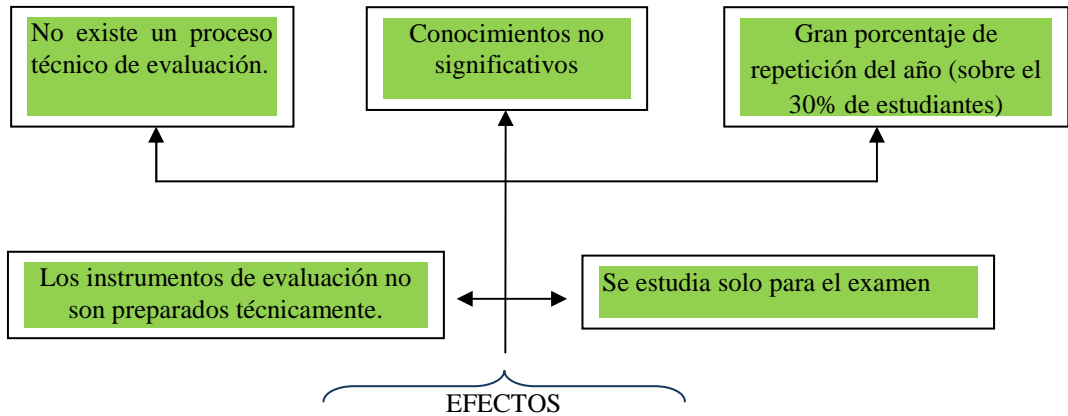 No existe un proceso
técnico de evaluación.
Conocimientos no
significativos
Gran porcentaje de
repetición del año (sobre el
30% de estudiantes)
Los instrumentos de evaluación no
son preparados técnicamente.
Se estudia solo para el examen
EFECTOS